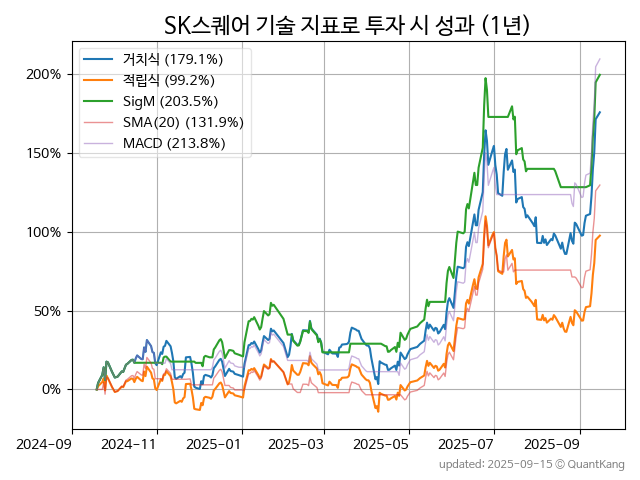 SK스퀘어 기술 지표로 투자 시 성과 (1년)
거치식 (179.1%)
적립식 (99.2%)
SigM (203.5%)
SMA(20) (131.9%)
MACD (213.8%)
200%
150%
100%
50%
0%
2024-09 2024-11 2025-01 2025-03 2025-05 2025-07 2025-09
updated: 2025-09-15 © QuantKang